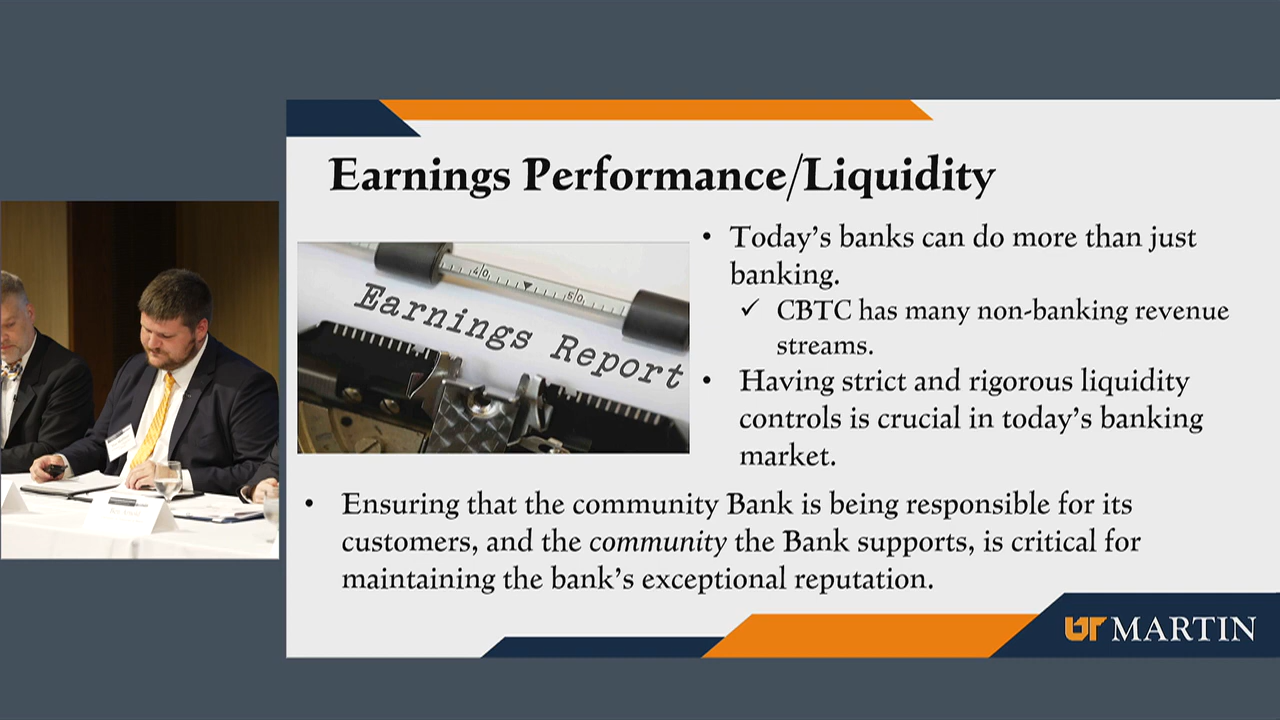 Earnings Performance/Liquidity
40
50
Earnings Report
• Today's banks can do more than just
banking.
✓ CBTC has many non-banking revenue
streams.
• Having strict and rigorous liquidity
controls is crucial in today's banking
market.
• Ensuring that the community Bank is being responsible for its
customers, and the community the Bank supports, is critical for
maintaining the bank's exceptional reputation.
UT MARTIN